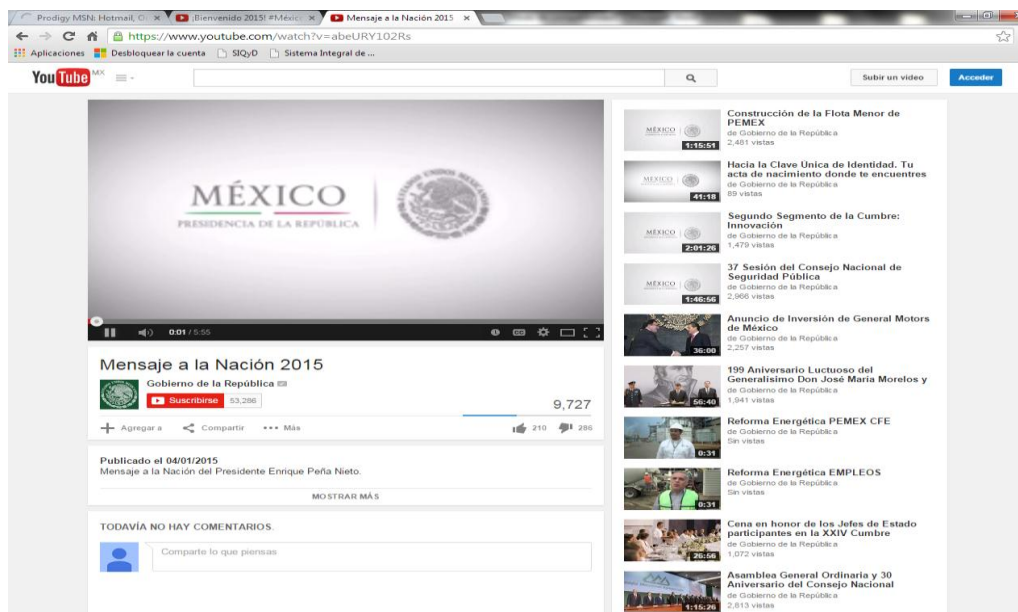 Prodigy MSN: Hotmail, O
¡Bienvenido 2015! #Méxic
Mensaje a la Nación 2015
https://www.youtube.com/watch?v=abeURY102Rs
Aplicaciones
Desbloquear la cuenta
SIQyD
Sistema Integral de ...
YouTube MX
Subir un video
Acceder
MÉXICO
PRESIDENCIA DE LA REPÚBLICA
ESTADOS UNIDOS MEXICANOS
0:01 / 5:55
Mensaje a la Nación 2015
Gobierno de la República
Suscribirse 53,286
9,727
Agregar a
Compartir
Más
210
286
Publicado el 04/01/2015
Mensaje a la Nación del Presidente Enrique Peña Nieto.
MOSTRAR MÁS
TODAVÍA NO HAY COMENTARIOS.
Comparte lo que piensas
MÉXICO
1:15:51
Construcción de la Flota Menor de
PEMEX
de Gobierno de la República
2,481 vistas
MÉXICO
41:18
Hacia la Clave Única de Identidad. Tu
acta de nacimiento donde te encuentres
de Gobierno de la República
89 vistas
MÉXICO
2:01:26
Segundo Segmento de la Cumbre:
Innovación
de Gobierno de la República
1,479 vistas
MÉXICO
1:46:56
37 Sesión del Consejo Nacional de
Seguridad Pública
de Gobierno de la República
2,966 vistas
36:00
Anuncio de Inversión de General Motors
de México
de Gobierno de la República
2,257 vistas
56:40
199 Aniversario Luctuoso del
Generalísimo Don José María Morelos y
de Gobierno de la República
1,941 vistas
0:31
Reforma Energética PEMEX CFE
de Gobierno de la República
Sin vistas
0:31
Reforma Energética EMPLEOS
de Gobierno de la República
Sin vistas
26:56
Cena en honor de los Jefes de Estado
participantes en la XXIV Cumbre
de Gobierno de la República
1,072 vistas
1:15:26
Asamblea General Ordinaria y 30
Aniversario del Consejo Nacional
de Gobierno de la República
2,613 vistas